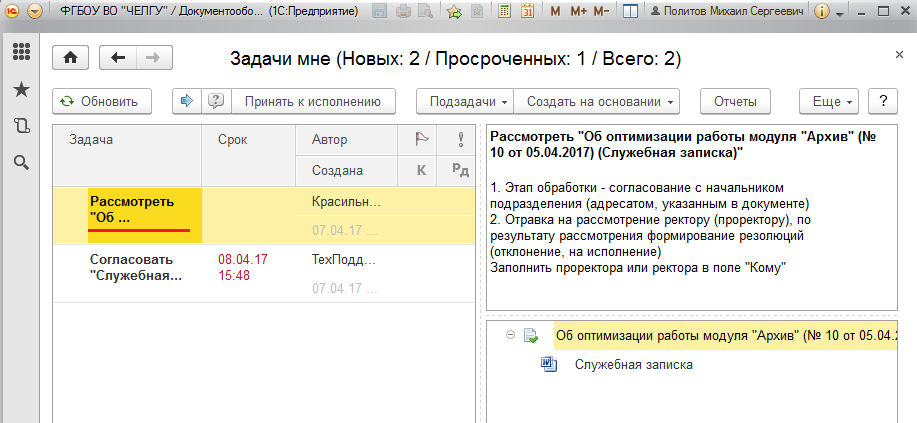 ФГБОУ ВО "ЧЕЛГУ" / Документообо... (1С:Предприятие)
M M+ M-
Политов Михаил Сергеевич
Задачи мне (Новых: 2 / Просроченных: 1 / Всего: 2)
Обновить
Принять к исполнению
Подзадачи
Создать на основании
Отчеты
Еще
?
Задача
Срок
Автор
Создана
К
Рд
Рассмотреть
"Об ...
Красильн...
07.04.17 ...
Согласовать
"Служебная...
08.04.17
15:48
ТехПодд...
07.04.17 ...
Рассмотреть "Об оптимизации работы модуля "Архив" (№
10 от 05.04.2017) (Служебная записка)"
1. Этап обработки - согласование с начальником
подразделения (адресатом, указанным в документе)
2. Отравка на рассмотрение ректору (проректору), по
результату рассмотрения формирование резолюций
(отклонение, на исполнение)
Заполнить проректора или ректора в поле "Кому"
Об оптимизации работы модуля "Архив" (№ 10 от 05.04.2
Служебная записка